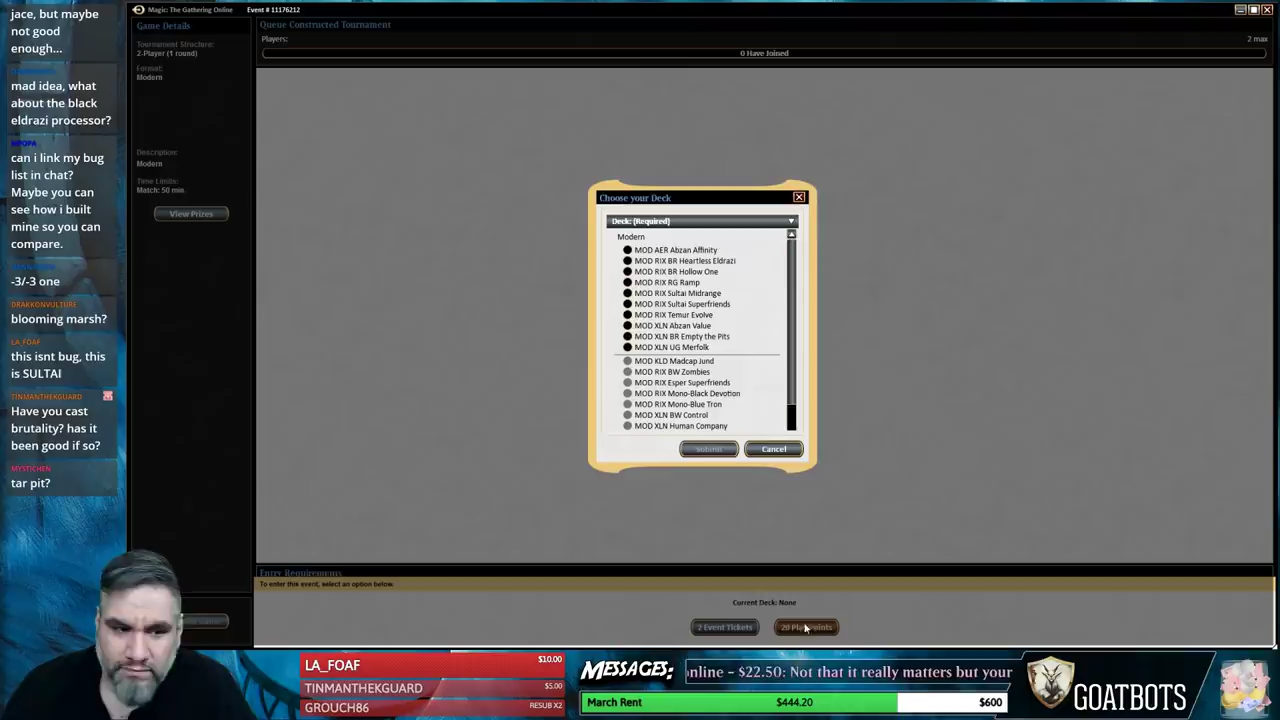 jace, but maybe
not good
enough...
mad idea, what
about the black
eldrazi processor?
can i link my bug
list in chat?
Maybe you can
see how i built
mine so you can
compare.
-3/-3 one
DRAKKONVULTURE
blooming marsh?
LA_FOAF
this isnt bug, this
is SULTAI
TINMANTHEKGUARD
Have you cast
brutality? has it
been good if so?
MYSTICHEN
tar pit?
Magic: The Gathering Online Event # 11176212
Game Details
Tournament Structure:
2-Player (1 round)
Format:
Modern
Description:
Modern
Time Limits:
Match: 50 min.
View Prizes
Queue Constructed Tournament
Players: 2 max
0 Have Joined
Choose your Deck
Deck: (Required)
Modern
MOD AER Abzan Affinity
MOD RIX BR Heartless Eldrazi
MOD RIX BR Hollow One
MOD RIX RG Ramp
MOD RIX Sultai Midrange
MOD RIX Sultai Superfriends
MOD RIX Temur Evolve
MOD XLN Abzan Value
MOD XLN BR Empty the Pits
MOD XLN UG Merfolk
MOD KLD Madcap Jund
MOD RIX BW Zombies
MOD RIX Esper Superfriends
MOD RIX Mono-Black Devotion
MOD RIX Mono-Blue Tron
MOD XLN BW Control
MOD XLN Human Company
Submit Cancel
Entry Requirements
To enter this event, select an option below.
Current Deck: None
2 Event Tickets 20 Play Points
LA_FOAF $10.00
TINMANTHEKGUARD $5.00
GROUCH86 RESUB X2
MESSAGES: online – $22.50: Not that it really matters but your
March Rent $444.20 $600
GOATBOTS